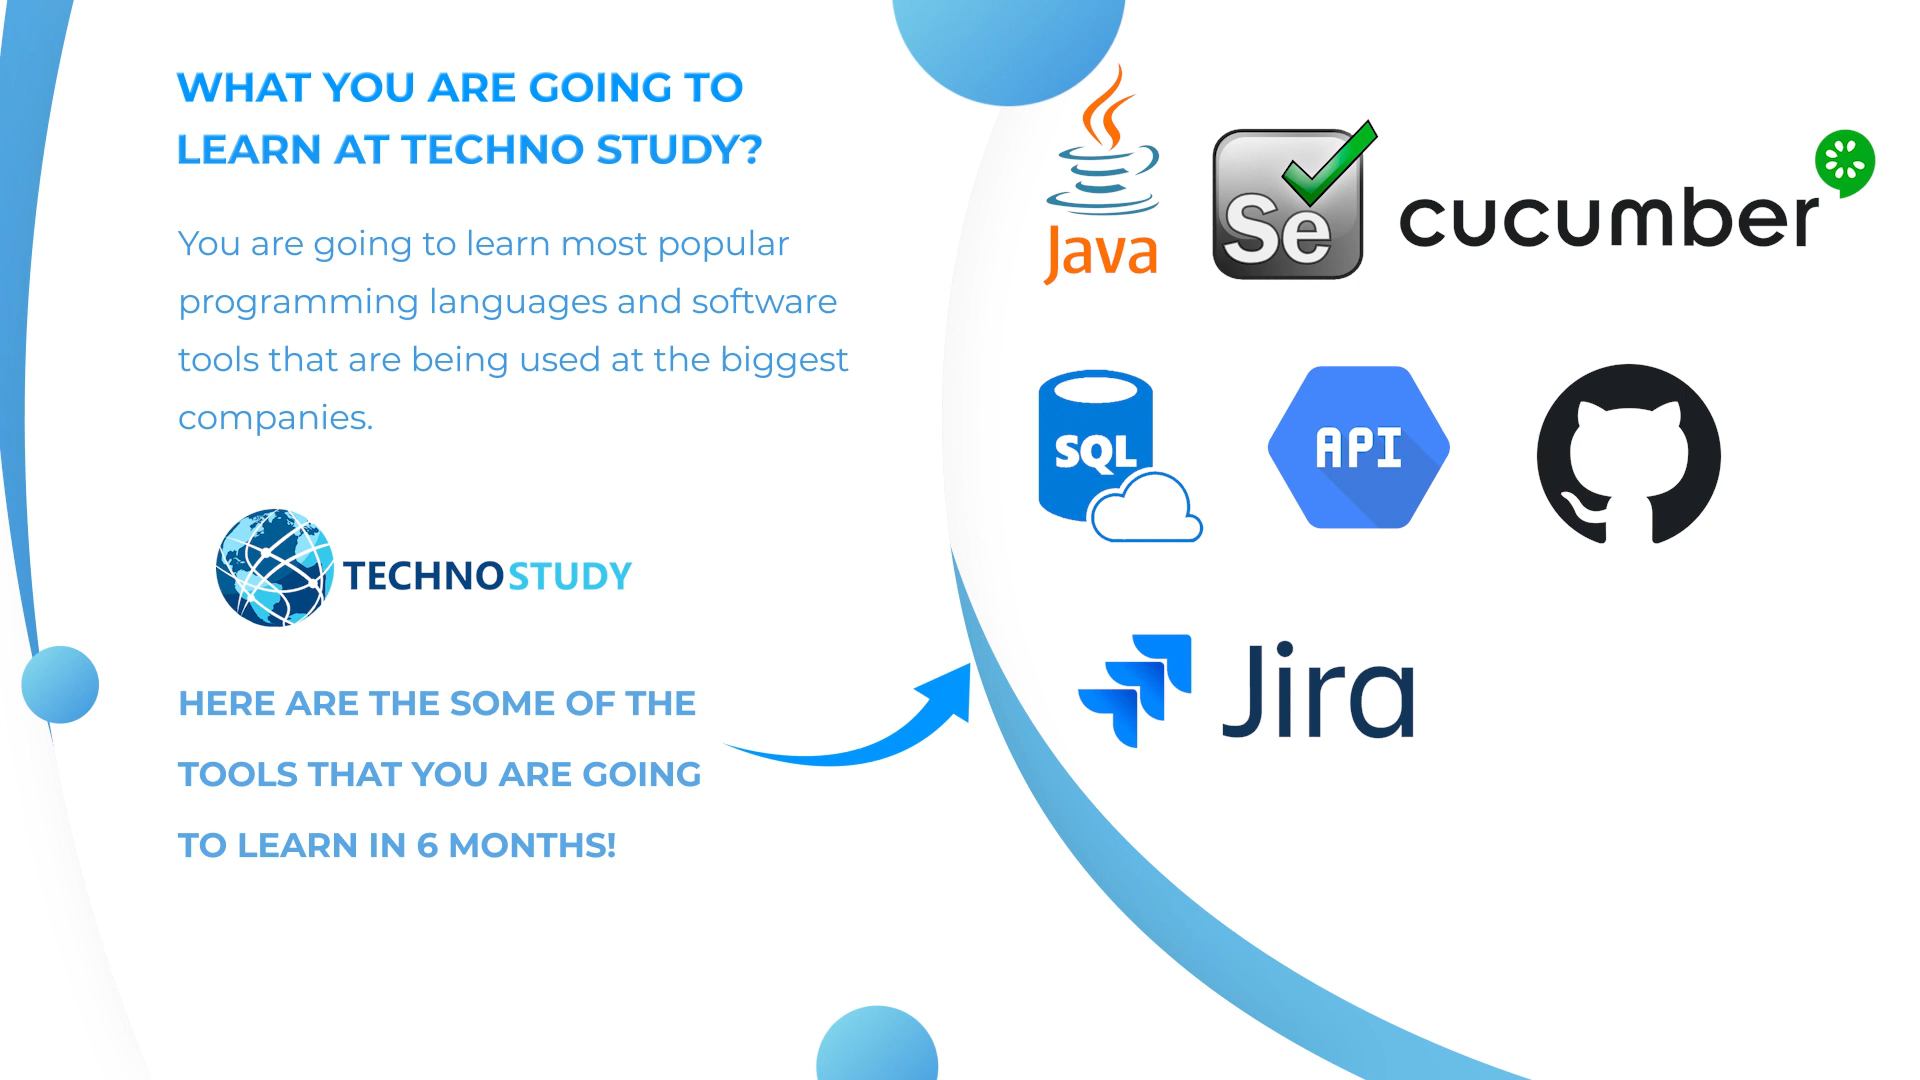 WHAT YOU ARE GOING TO
LEARN AT TECHNO STUDY?
You are going to learn most popular
programming languages and software
tools that are being used at the biggest
companies.
TECHNOSTUDY
HERE ARE THE SOME OF THE
TOOLS THAT YOU ARE GOING
TO LEARN IN 6 MONTHS!
Java
Se
cucumber
SQL
API
Jira